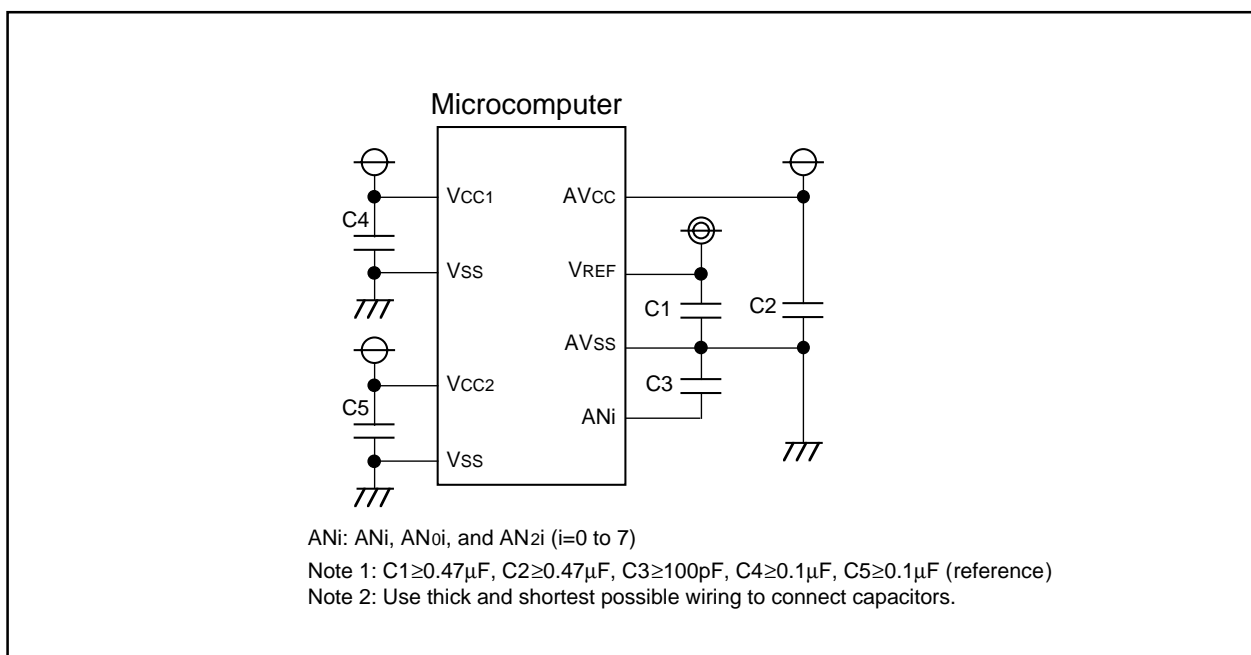 Microcomputer
VCC1
AVCC
C4
VSS
VREF
C1
C2
AVSS
C3
VCC2
C5
ANi
VSS
ANi: ANi, AN0i, and AN2i (i=0 to 7)
Note 1: C1≥0.47µF, C2≥0.47µF, C3≥100pF, C4≥0.1µF, C5≥0.1µF (reference)
Note 2: Use thick and shortest possible wiring to connect capacitors.